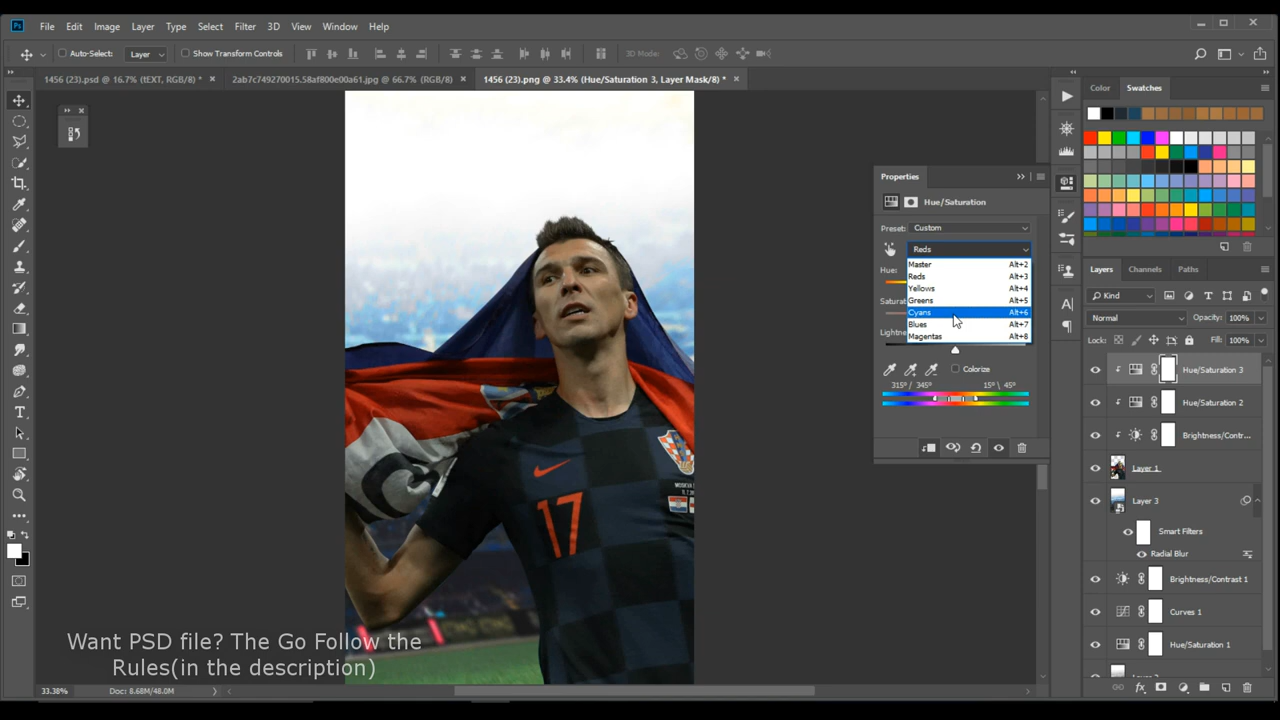 Ps File Edit Image Layer Type Select Filter 3D View Window Help
Auto-Select: Layer Show Transform Controls 3D Mode:
1456 (23).psd @ 16.7% (tEXT, RGB/8) * × 2ab7c749270015.58af800e00a61.jpg @ 66.7% (RGB/8) × 1456 (23).png @ 33.4% (Hue/Saturation 3, Layer Mask/8) * ×
Color Swatches
Properties
Hue/Saturation
Preset: Custom
Reds
Master Alt+2
Hue: Reds Alt+3
Yellows Alt+4
Saturat Greens Alt+5
Cyans Alt+6
Blues Alt+7
Lightne Magentas Alt+8
Colorize
315° / 345° 15° \ 45°
Layers Channels Paths
Kind
Normal Opacity: 100%
Lock: Fill: 100%
Hue/Saturation 3
Hue/Saturation 2
Brightness/Contr...
Layer 1
Layer 3
Smart Filters
Radial Blur
Brightness/Contrast 1
Curves 1
Hue/Saturation 1
17
Want PSD file? The Go Follow the
Rules(in the description)
33.38% Doc: 8.68M/48.0M